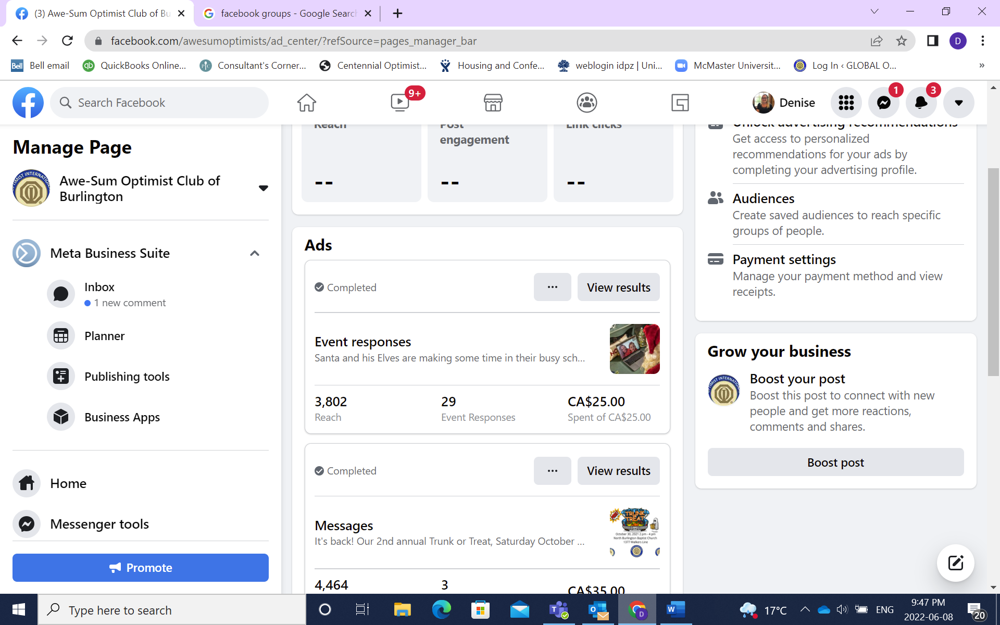 (3) Awe-Sum Optimist Club of Bu
facebook groups - Google Search
facebook.com/awesumoptimists/ad_center/?refSource=pages_manager_bar
D
Bell Bell email
qb QuickBooks Online...
Consultant's Corner...
Centennial Optimist...
Housing and Confe...
weblogin idpz | Uni...
McMaster Universit...
Log In ‹ GLOBAL O...
»
Search Facebook
9+
Denise
1
3
Manage Page
Awe-Sum Optimist Club of
Burlington
Meta Business Suite
Inbox
1 new comment
Planner
Publishing tools
Business Apps
Home
Messenger tools
Promote
Reach
Post
engagement
Link clicks
--
--
--
Ads
Completed
...
View results
Event responses
Santa and his Elves are making some time in their busy sch...
3,802
Reach
29
Event Responses
CA$25.00
Spent of CA$25.00
Completed
...
View results
Messages
It's back! Our 2nd annual Trunk or Treat, Saturday October ...
TRUNK
TREAT
October 30, 2021 2 pm - 4 pm
North Burlington Baptist Church
1377 Walkers Line
4,464
3
CA$35.00
Unlock advertising recommendations
Get access to personalized
recommendations for your ads by
completing your advertising profile.
Audiences
Create saved audiences to reach specific
groups of people.
Payment settings
Manage your payment method and view
receipts.
Grow your business
Boost your post
Boost this post to connect with new
people and get more reactions,
comments and shares.
Boost post
Type here to search
17°C
ENG
9:47 PM
2022-06-08
20